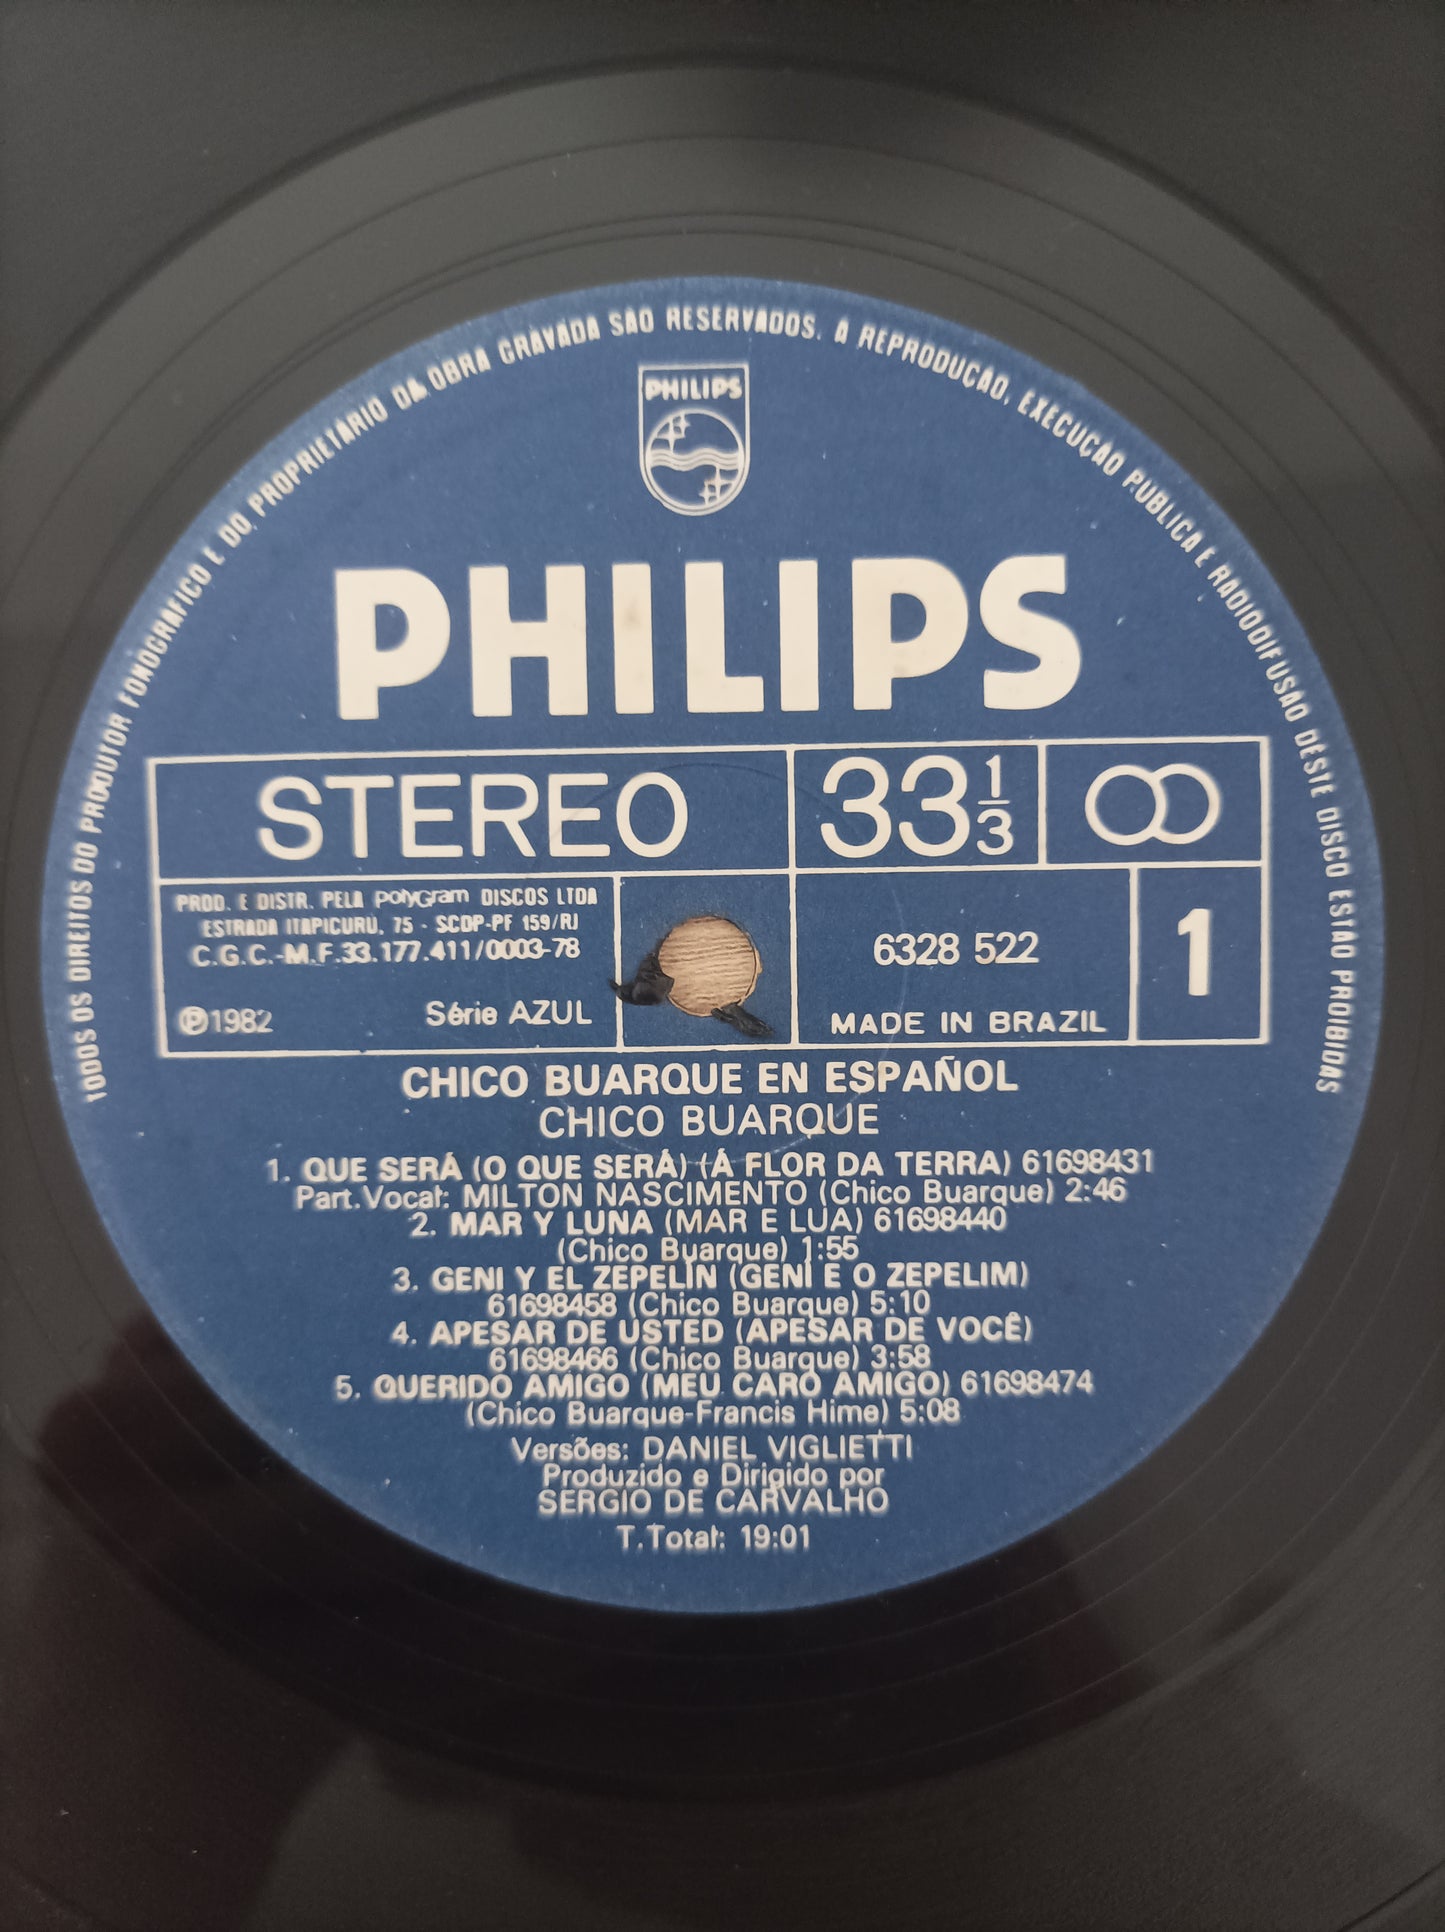 TODOS OS DIREITOS DO PRODUTOR FONOGRÁFICO E DO PROPRIETÁRIO DA OBRA GRAVADA SÃO RESERVADOS. A REPRODUÇÃO, EXECUÇÃO PÚBLICA E RADIODIFUSÃO DÊSTE DISCO ESTÃO PROIBIDAS
PHILIPS
PHILIPS
STEREO
33 1/3
PROD. E DISTR. PELA polyGram DISCOS LTDA
ESTRADA ITAPICURU, 75 - SCDP-PF 159/RJ
C.G.C.-M.F.33.177.411/0003-78
℗1982 Série AZUL
6328 522
MADE IN BRAZIL
1
CHICO BUARQUE EN ESPAÑOL
CHICO BUARQUE
1. QUE SERÁ (O QUE SERÁ) (Á FLOR DA TERRA) 61698431
Part.Vocal: MILTON NASCIMENTO (Chico Buarque) 2:46
2. MAR Y LUNA (MAR E LUA) 61698440
(Chico Buarque) 1:55
3. GENI Y EL ZEPELÍN (GENI E O ZEPELIM)
61698458 (Chico Buarque) 5:10
4. APESAR DE USTED (APESAR DE VOCÊ)
61698466 (Chico Buarque) 3:58
5. QUERIDO AMIGO (MEU CARO AMIGO) 61698474
(Chico Buarque-Francis Hime) 5:08
Versões: DANIEL VIGLIETTI
Produzido e Dirigido por
SERGIO DE CARVALHO
T.Total: 19:01